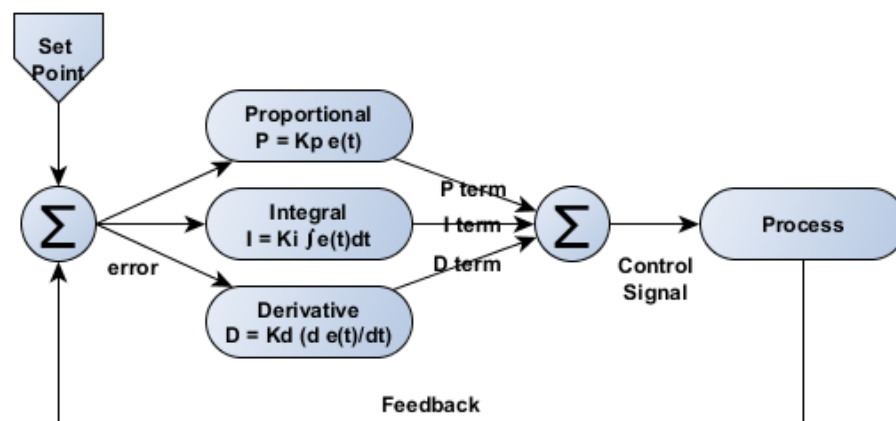 Set
Point
Proportional
P = Kp e(t)
P term
Σ
Integral
I = Ki ∫e(t)dt
I term
Σ
Process
error
D term
Control
Signal
Derivative
D = Kd (d e(t)/dt)
Feedback